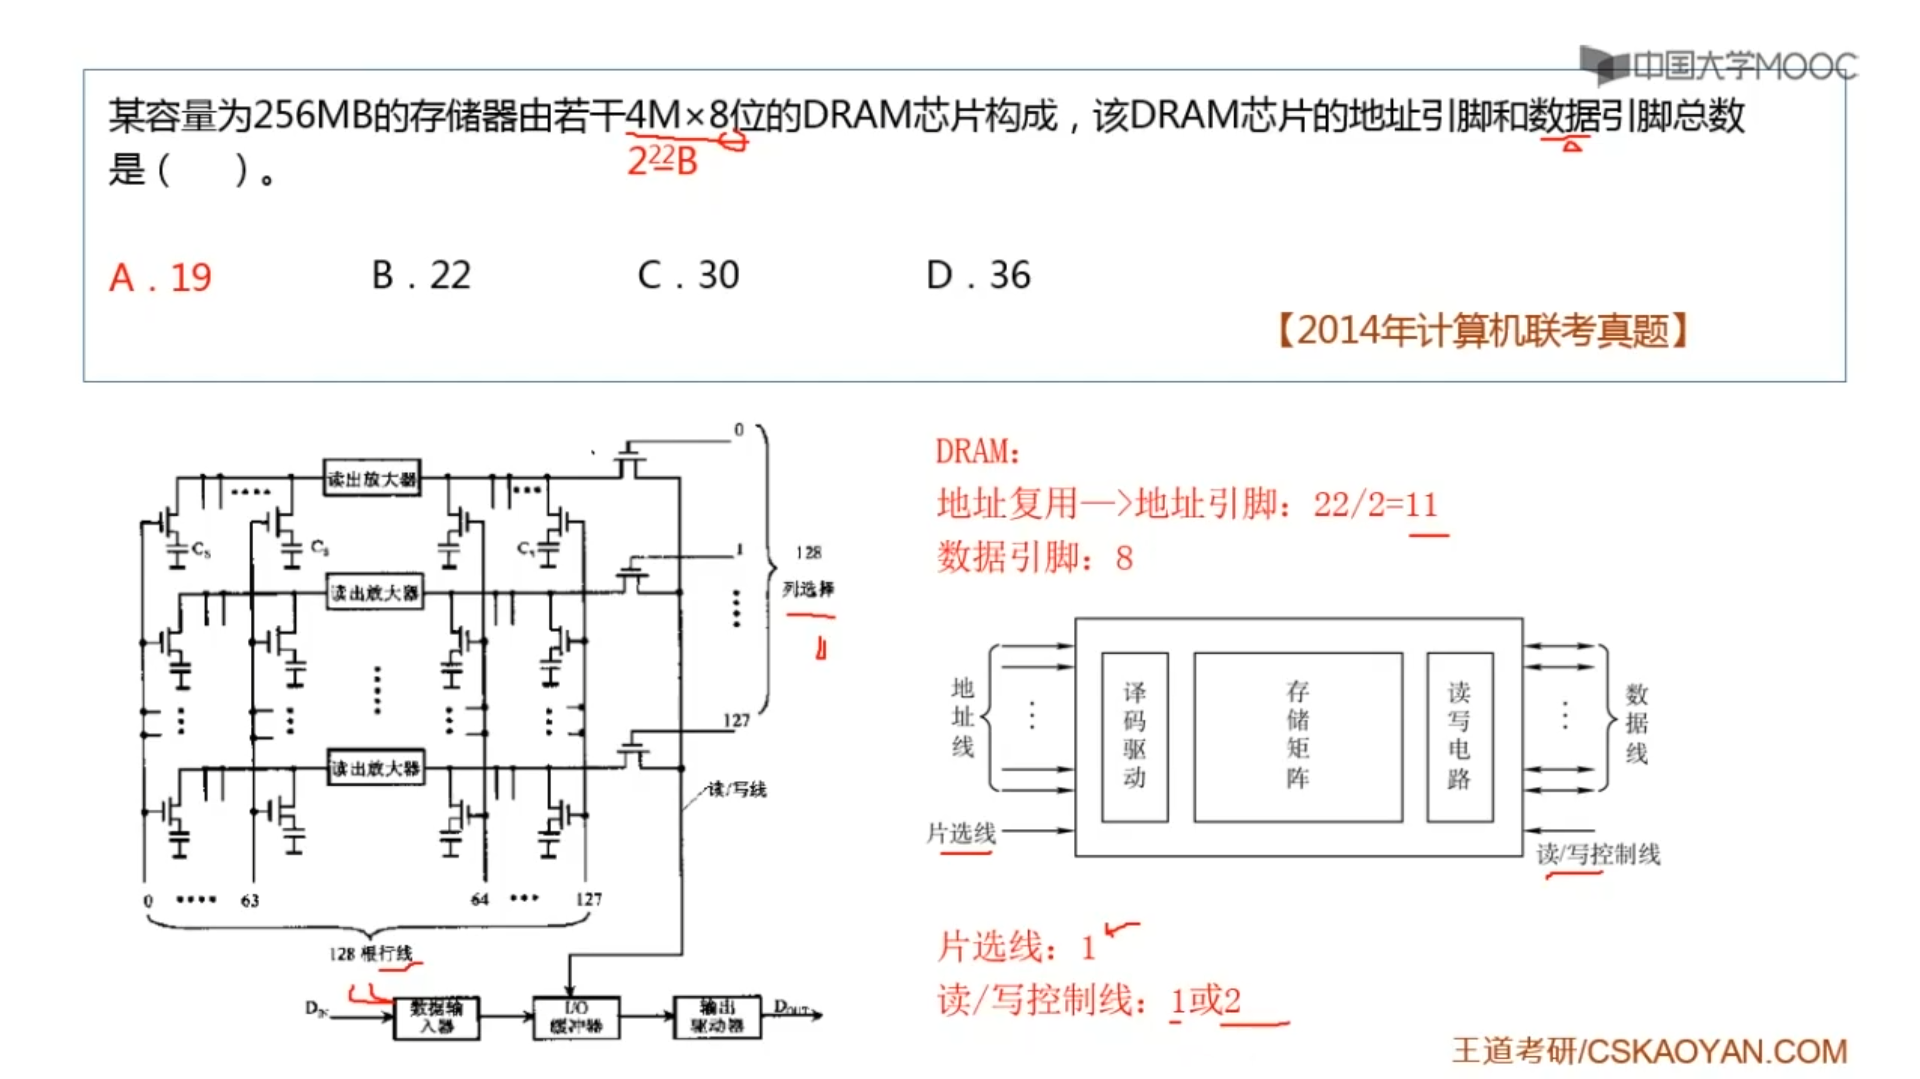 中国大学MOOC
某容量为256MB的存储器由若干4M×8位的DRAM芯片构成，该DRAM芯片的地址引脚和数据引脚总数
是（ ）。
2²²B
A．19 B．22 C．30 D．36
【2014年计算机联考真题】
0
读出放大器
Cs Cs Cs
1
128
列选择
读出放大器
127
读出放大器
读/写线
0 63 64 127
128 根行线
DIN 数据输入器 I/O缓冲器 输出驱动器 DOUT
DRAM：
地址复用—>地址引脚：22/2=11
数据引脚：8
地址线
译码驱动
存储矩阵
读写电路
数据线
片选线
读/写控制线
片选线：1
读/写控制线：1或2
王道考研/CSKAOYAN.COM